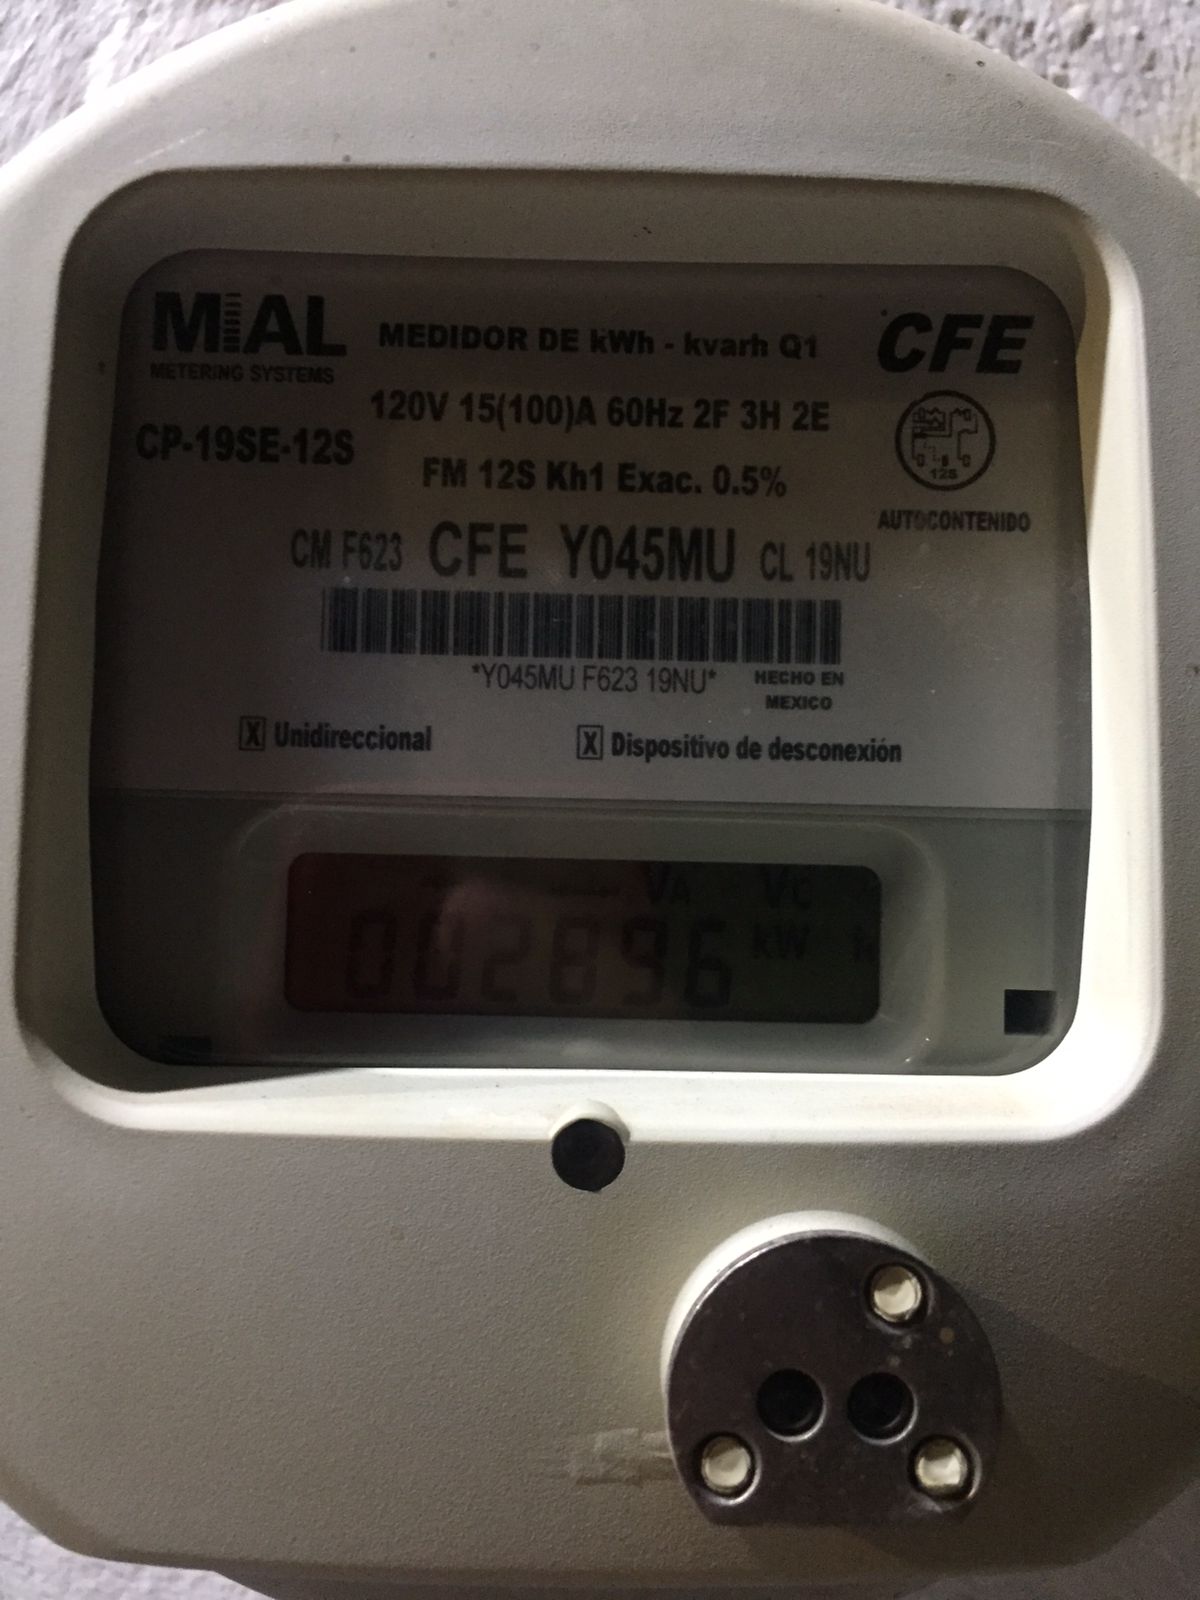 MIAL
METERING SYSTEMS
MEDIDOR DE kWh - kvarh Q1
CFE
120V 15(100)A 60Hz 2F 3H 2E
CP-19SE-12S
FM 12S Kh1 Exac. 0.5%
12S
AUTOCONTENIDO
CM F623 CFE Y045MU CL 19NU
*Y045MU F623 19NU*
HECHO EN
MEXICO
X Unidireccional
X Dispositivo de desconexión
VA VC
002896 kW